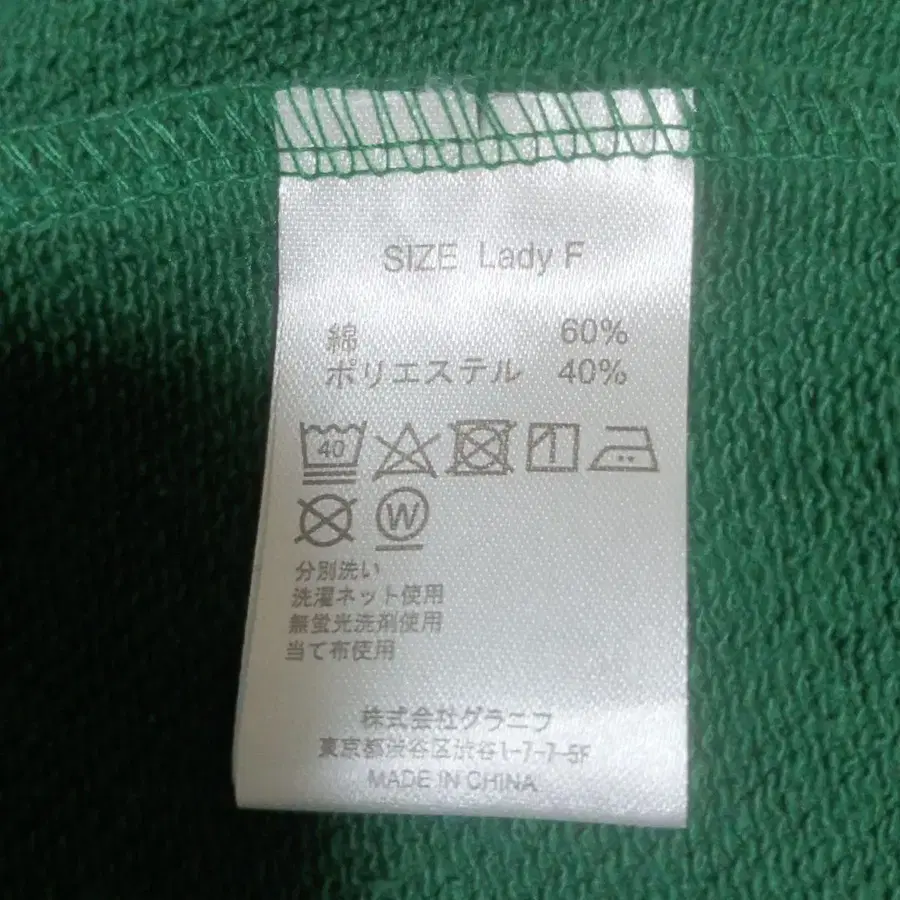 SIZE Lady F
綿 60%
ポリエステル 40%
40
W
分別洗い
洗濯ネット使用
無蛍光洗剤使用
当て布使用
株式会社グラニフ
東京都渋谷区渋谷1-7-7-5F
MADE IN CHINA